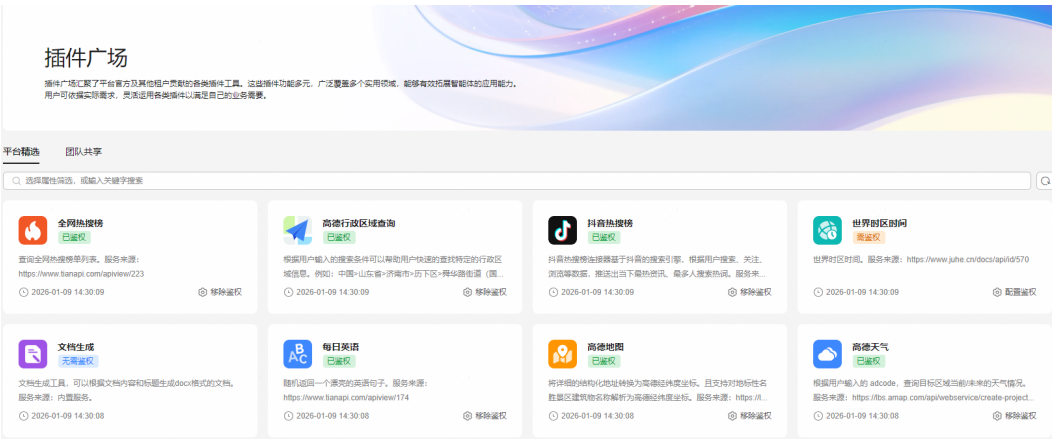 插件广场
插件广场汇聚了平台官方及其他租户贡献的各类插件工具。这些插件功能多元，广泛覆盖多个实用领域，能够有效拓展智能体的应用能力。
用户可依据实际需求，灵活运用各类插件以满足自己的业务需要。
平台精选
团队共享
选择属性筛选，或输入关键字搜索
全网热搜榜
已鉴权
查询全网热搜榜单列表。服务来源：
https://www.tianapi.com/apiview/223
2026-01-09 14:30:09
移除鉴权
高德行政区域查询
已鉴权
根据用户输入的搜索条件可以帮助用户快速的查找特定的行政区
域信息。例如：中国>山东省>济南市>历下区>舜华路街道（国...
2026-01-09 14:30:09
移除鉴权
抖音热搜榜
已鉴权
抖音热搜榜连接器基于抖音的搜索引擎，根据用户搜索、关注、
浏览等数据，推送出当下最热资讯、最多人搜索热词。服务来...
2026-01-09 14:30:09
移除鉴权
世界时区时间
需鉴权
世界时区时间。服务来源：https://www.juhe.cn/docs/api/id/570
2026-01-09 14:30:09
配置鉴权
文档生成
无需鉴权
文档生成工具，可以根据文档内容和标题生成docx格式的文档。
服务来源：内置服务。
2026-01-09 14:30:08
每日英语
已鉴权
随机返回一个漂亮的英语句子。服务来源：
https://www.tianapi.com/apiview/174
2026-01-09 14:30:08
移除鉴权
高德地图
已鉴权
将详细的结构化地址转换为高德经纬度坐标。且支持对地标性名
胜景区建筑物名称解析为高德经纬度坐标。服务来源：https://l...
2026-01-09 14:30:08
移除鉴权
高德天气
已鉴权
根据用户输入的 adcode，查询目标区域当前/未来的天气情况。
服务来源：https://lbs.amap.com/api/webservice/create-project...
2026-01-09 14:30:08
移除鉴权